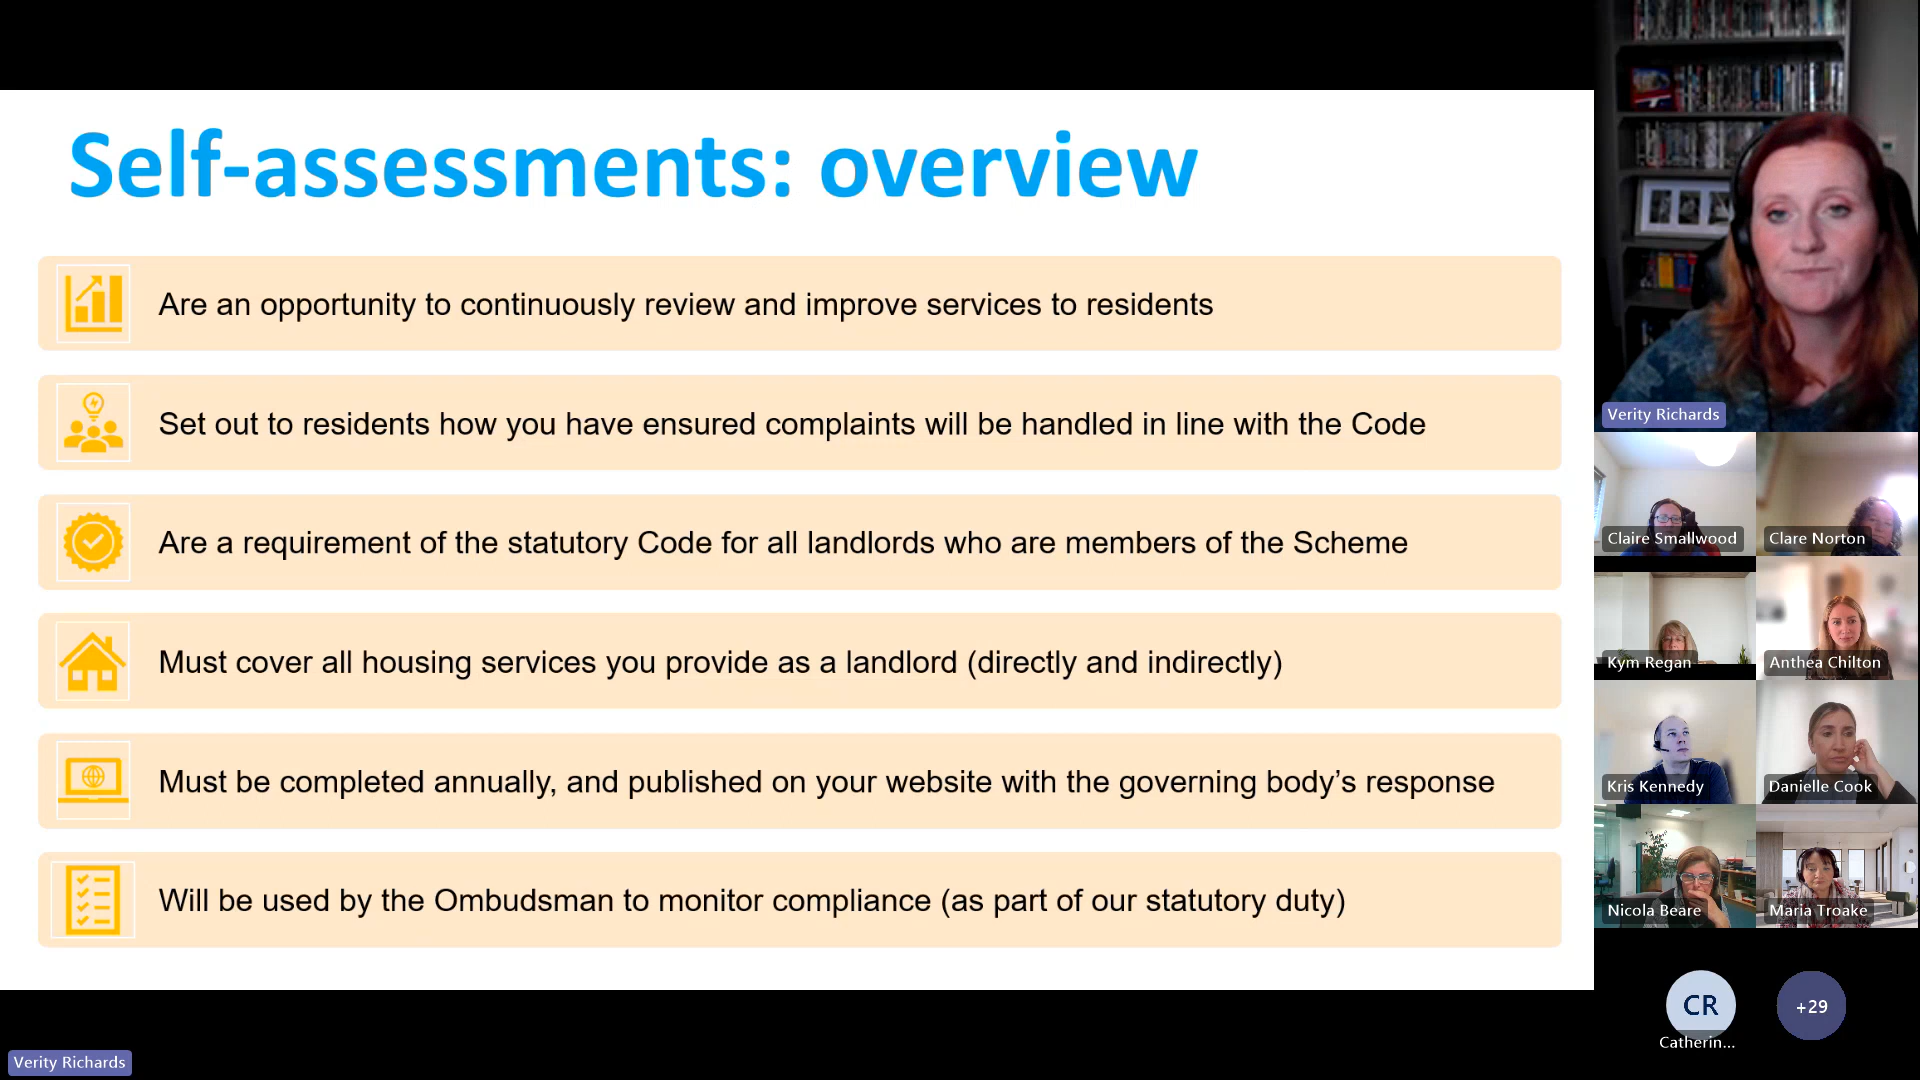 Self-assessments: overview
Are an opportunity to continuously review and improve services to residents
Set out to residents how you have ensured complaints will be handled in line with the Code
Are a requirement of the statutory Code for all landlords who are members of the Scheme
Must cover all housing services you provide as a landlord (directly and indirectly)
Must be completed annually, and published on your website with the governing body’s response
Will be used by the Ombudsman to monitor compliance (as part of our statutory duty)
Verity Richards
Claire Smallwood
Clare Norton
Kym Regan
Anthea Chilton
Kris Kennedy
Danielle Cook
Nicola Beare
Maria Troake
CR
+29
Catherin...
Verity Richards